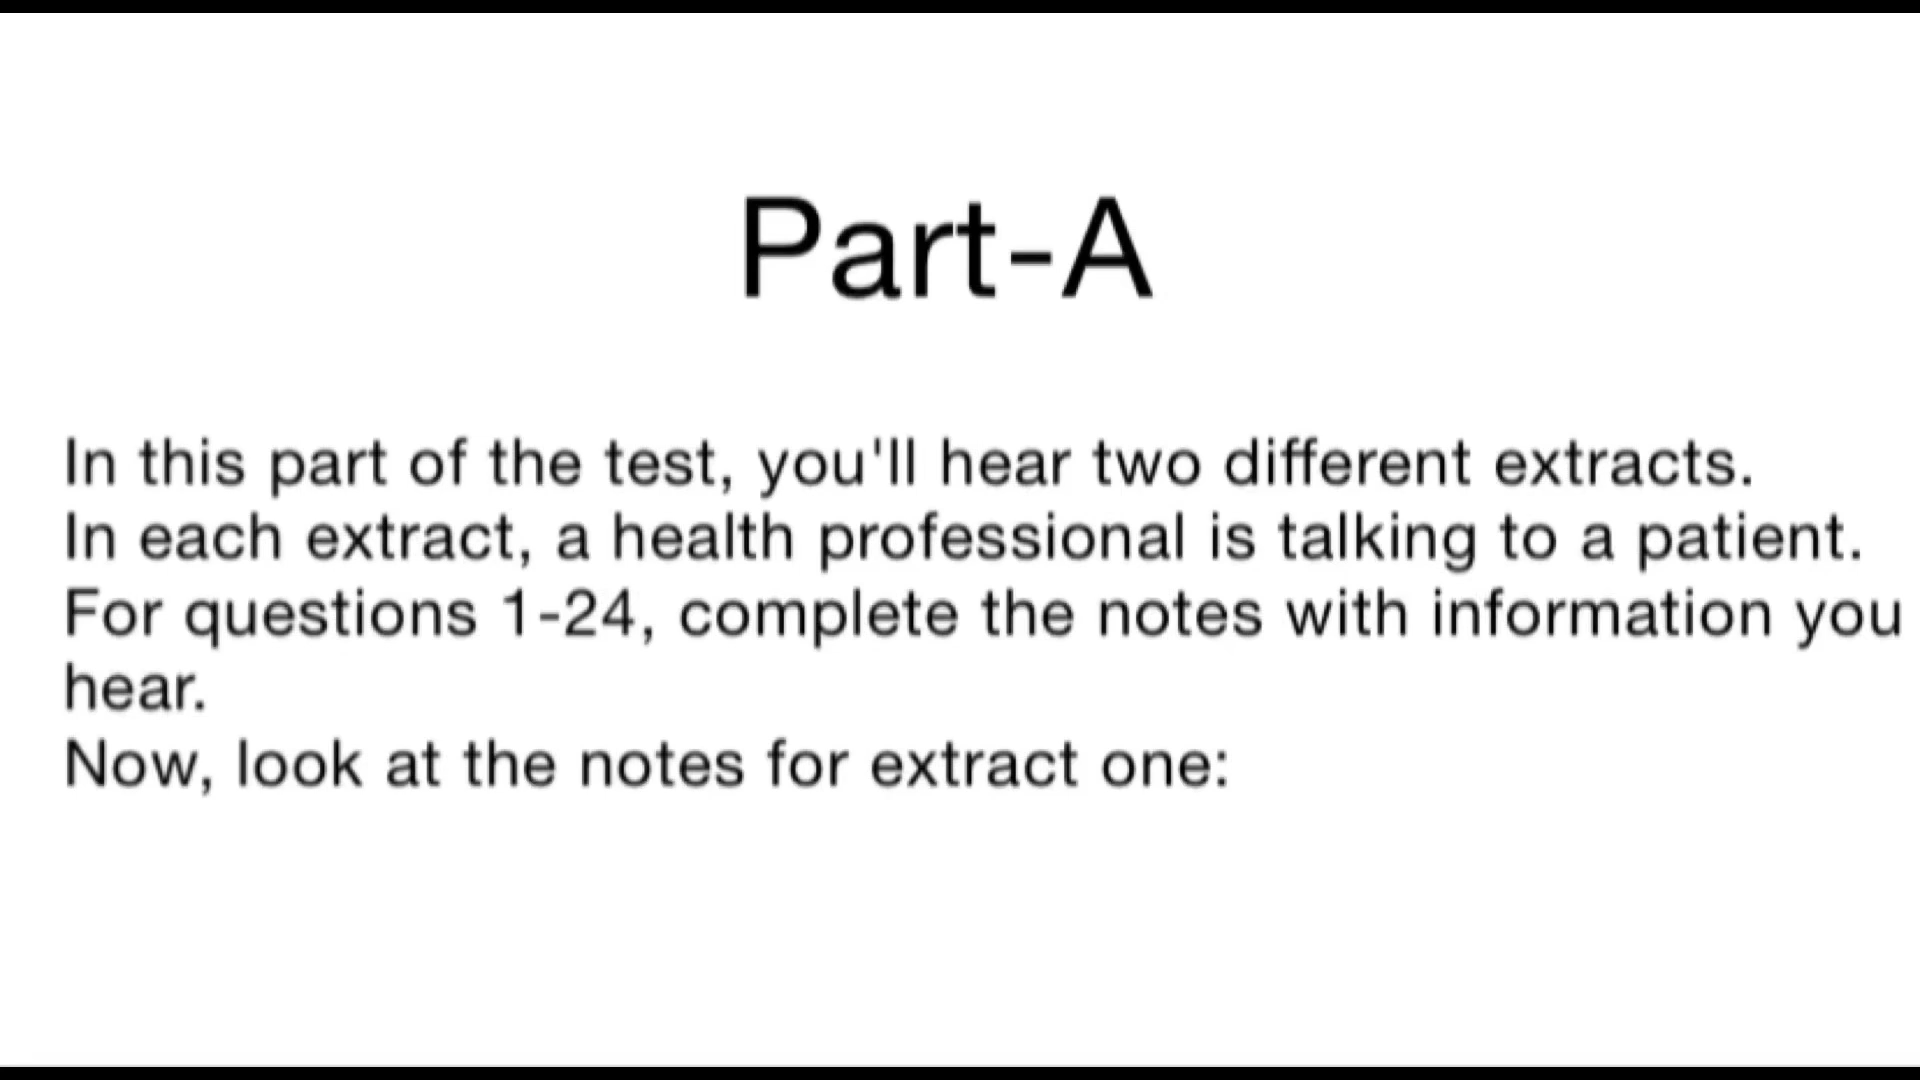 Part-A
In this part of the test, you'll hear two different extracts.
In each extract, a health professional is talking to a patient.
For questions 1-24, complete the notes with information you
hear.
Now, look at the notes for extract one: